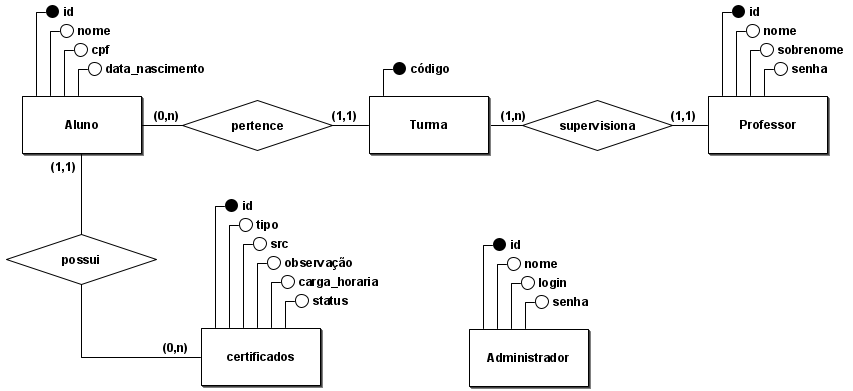 id
nome
cpf
data_nascimento
Aluno
(0,n)
pertence
(1,1)
código
Turma
(1,n)
supervisiona
(1,1)
id
nome
sobrenome
senha
Professor
(1,1)
possui
(0,n)
id
tipo
src
observação
carga_horaria
status
certificados
id
nome
login
senha
Administrador